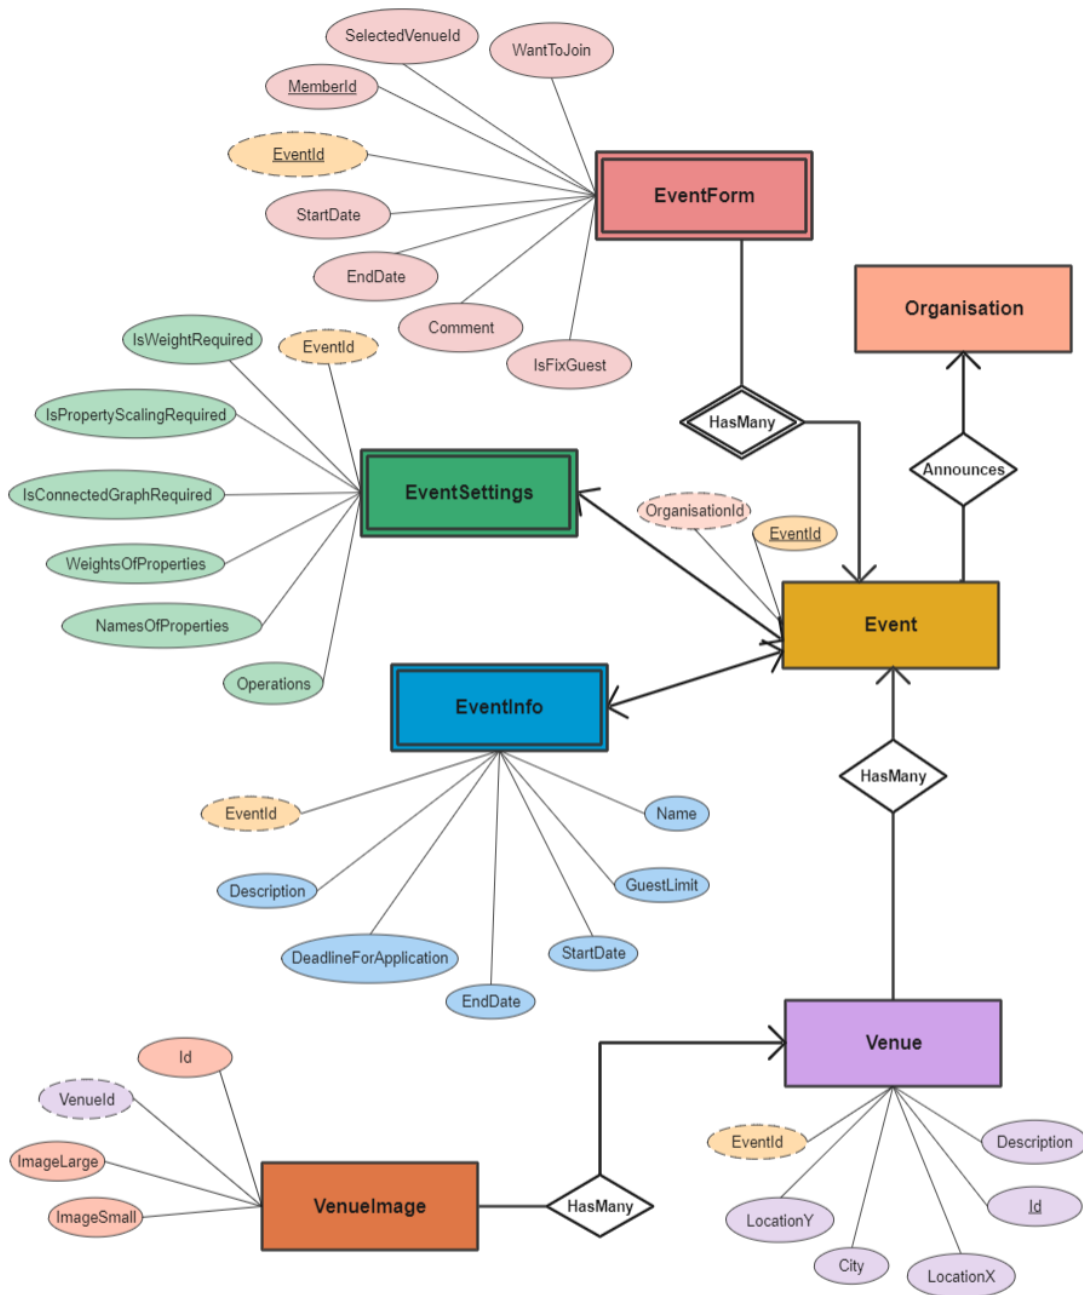 SelectedVenueId
WantToJoin
MemberId
EventId
EventForm
StartDate
EndDate
Comment
IsFixGuest
Organisation
IsWeightRequired
EventId
IsPropertyScalingRequired
HasMany
Announces
IsConnectedGraphRequired
EventSettings
OrganisationId
EventId
WeightsOfProperties
NamesOfProperties
Event
Operations
EventInfo
HasMany
EventId
Name
Description
GuestLimit
DeadlineForApplication
StartDate
EndDate
Venue
Id
VenueId
EventId
Description
ImageLarge
ImageSmall
VenueImage
HasMany
LocationY
Id
City
LocationX